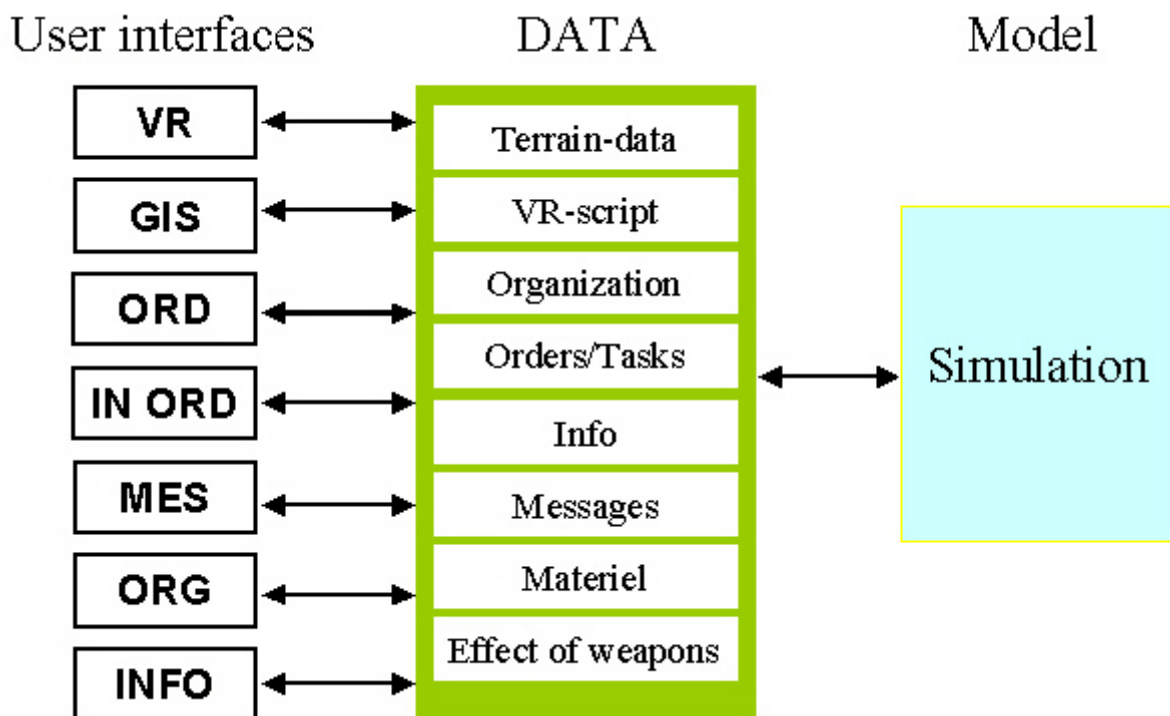 User interfaces
DATA
Model
VR
GIS
ORD
IN ORD
MES
ORG
INFO
Terrain-data
VR-script
Organization
Orders/Tasks
Info
Messages
Materiel
Effect of weapons
Simulation